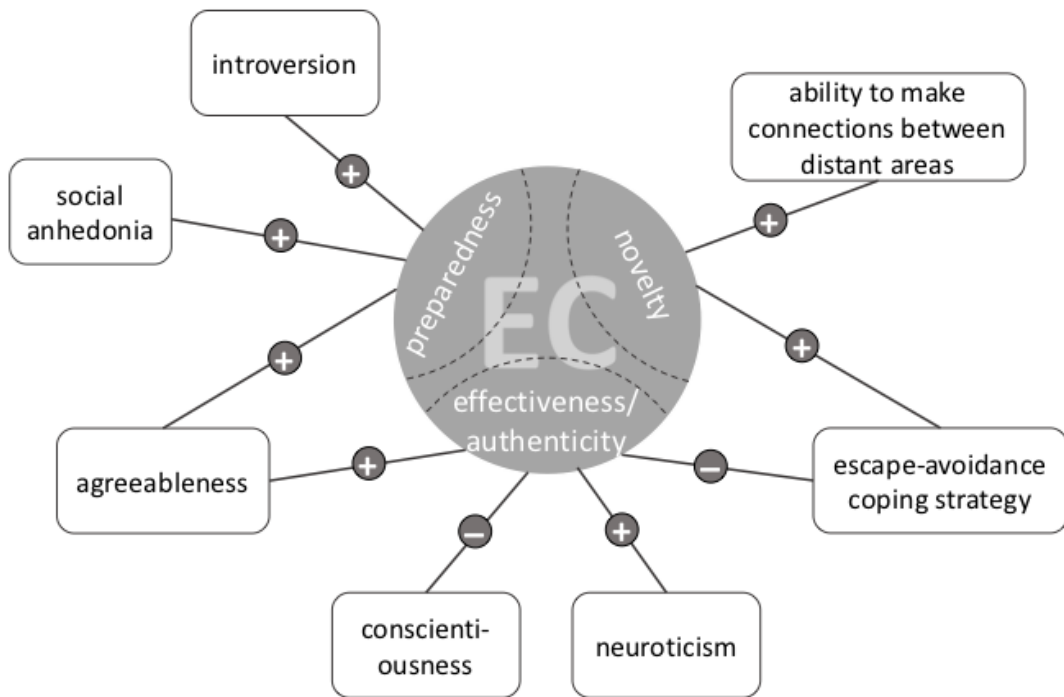 introversion
ability to make
connections between
distant areas
social
anhedonia
+
+
+
preparedness
novelty
EC
+
+
effectiveness/
authenticity
agreeableness
+
−
escape-avoidance
coping strategy
−
+
conscienti-
ousness
neuroticism